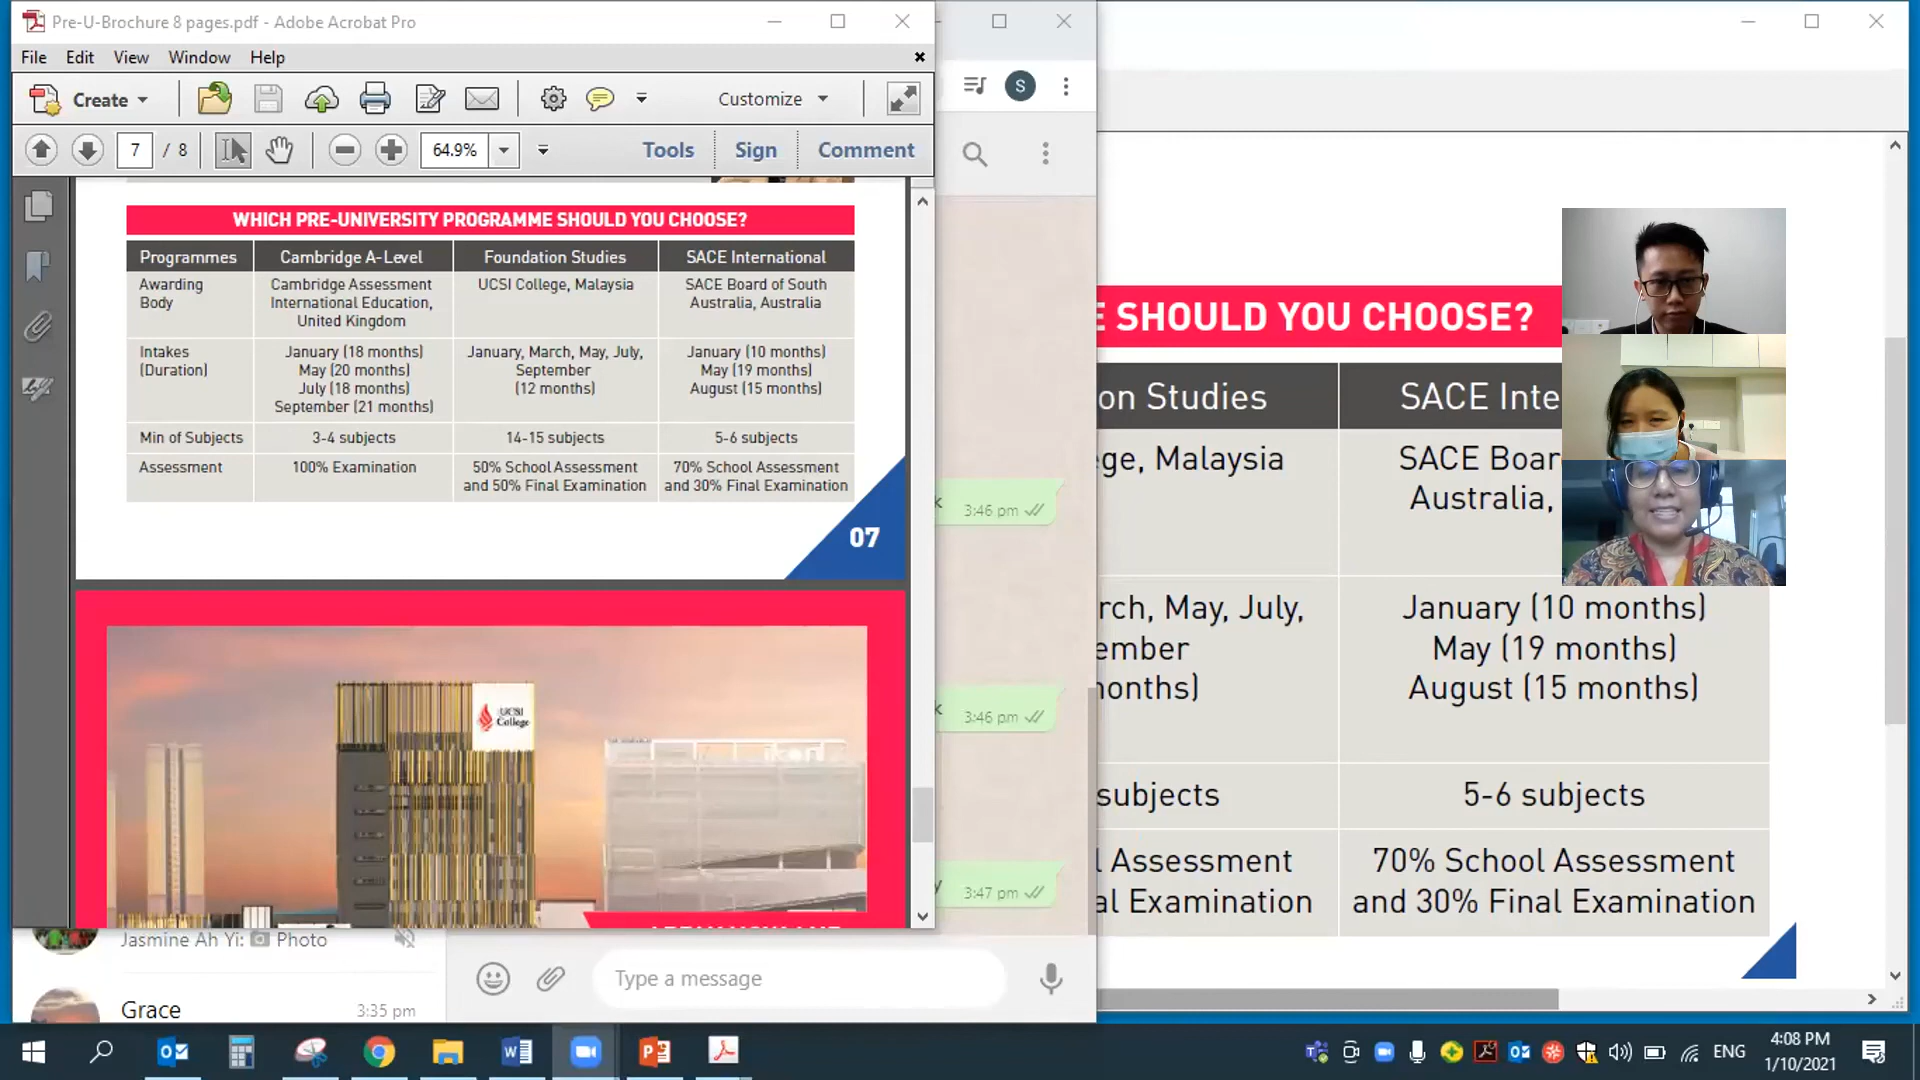 Pre-U-Brochure 8 pages.pdf - Adobe Acrobat Pro
File Edit View Window Help
Create
Customize
7 / 8
64.9%
Tools Sign Comment
WHICH PRE-UNIVERSITY PROGRAMME SHOULD YOU CHOOSE?
Programmes Cambridge A-Level Foundation Studies SACE International
Awarding Body
Cambridge Assessment
International Education,
United Kingdom
UCSI College, Malaysia
SACE Board of South
Australia, Australia
Intakes
(Duration)
January (18 months)
May (20 months)
July (18 months)
September (21 months)
January, March, May, July,
September
(12 months)
January (10 months)
May (19 months)
August (15 months)
Min of Subjects 3-4 subjects 14-15 subjects 5-6 subjects
Assessment 100% Examination
50% School Assessment
and 50% Final Examination
70% School Assessment
and 30% Final Examination
07
UCSI
College
S
k
3:46 pm
k
3:46 pm
y
3:47 pm
Jasmine Ah Yi: Photo
Grace
3:35 pm
Type a message
E SHOULD YOU CHOOSE?
on Studies SACE Inte
ge, Malaysia
SACE Boar
Australia,
rch, May, July,
ember
onths)
January (10 months)
May (19 months)
August (15 months)
subjects
5-6 subjects
l Assessment
al Examination
70% School Assessment
and 30% Final Examination
ENG
4:08 PM
1/10/2021